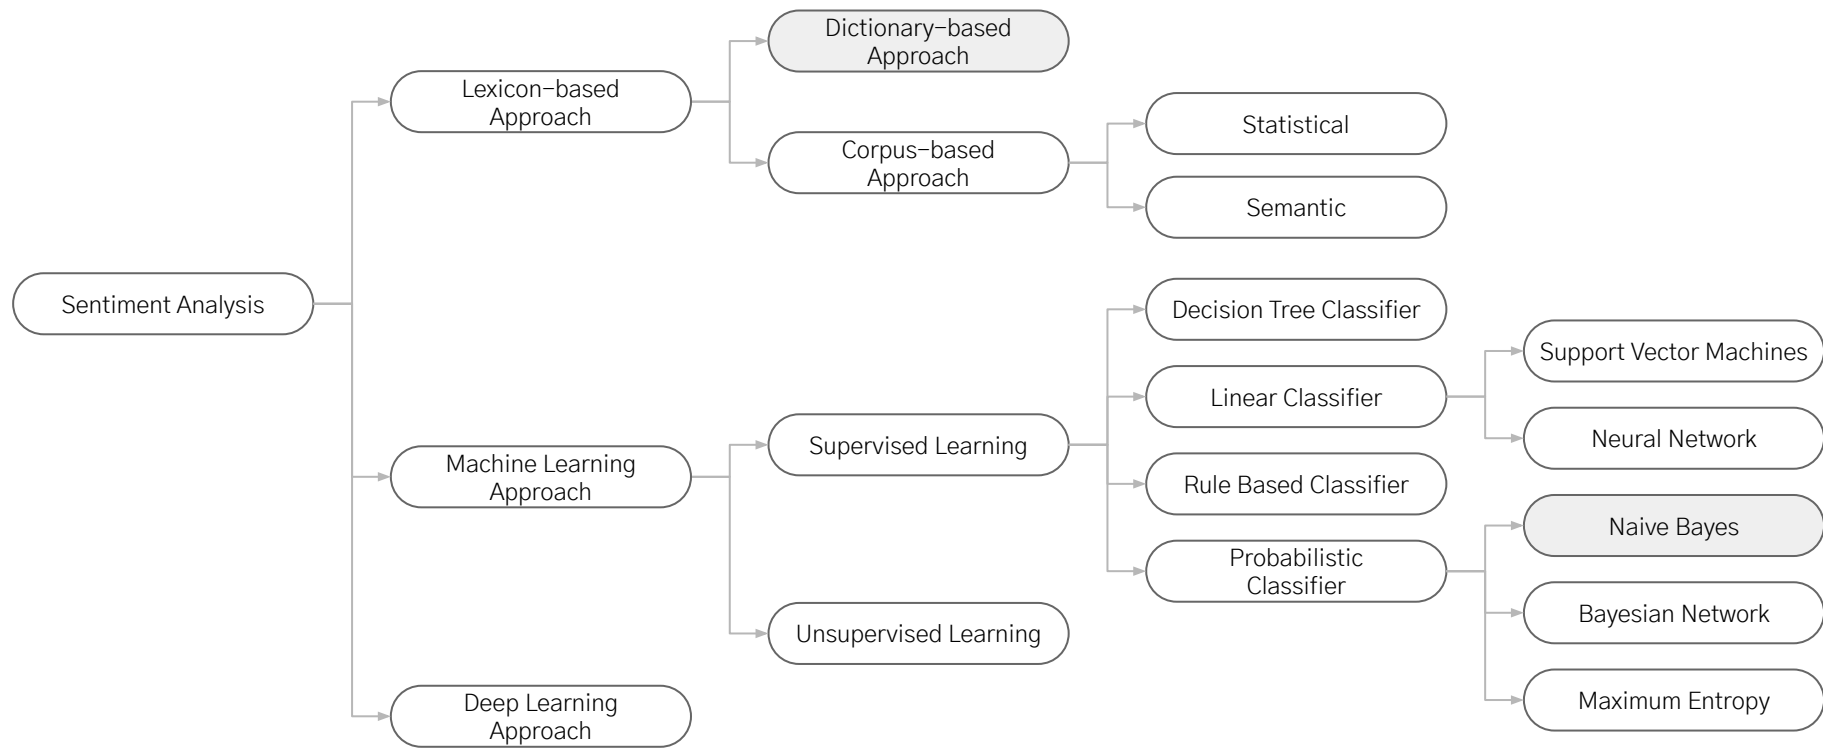 Sentiment Analysis
Lexicon-based
Approach
Dictionary-based
Approach
Corpus-based
Approach
Statistical
Semantic
Machine Learning
Approach
Supervised Learning
Decision Tree Classifier
Linear Classifier
Support Vector Machines
Neural Network
Rule Based Classifier
Probabilistic
Classifier
Naive Bayes
Bayesian Network
Maximum Entropy
Unsupervised Learning
Deep Learning
Approach